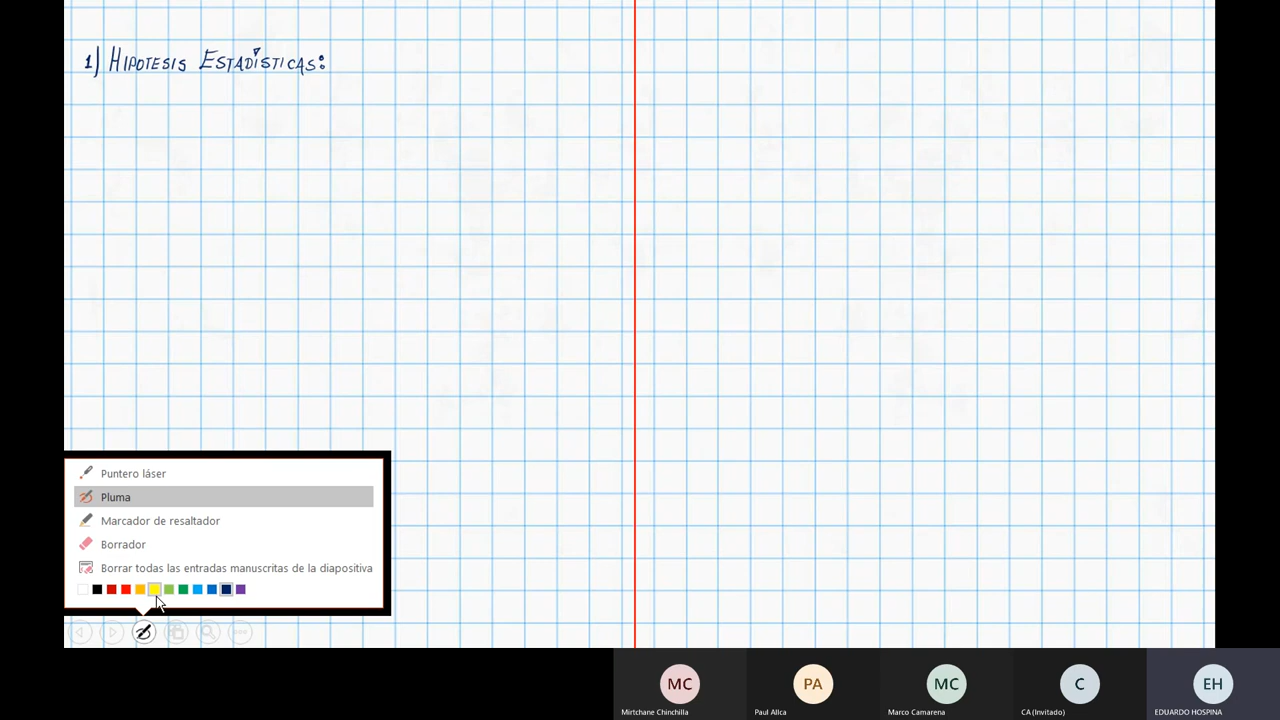 1) HIPOTESIS ESTADÍSTICAS:
Puntero láser
Pluma
Marcador de resaltador
Borrador
Borrar todas las entradas manuscritas de la diapositiva
MC
PA
MC
C
EH
Mirtchane Chinchilla
Paul Allca
Marco Camarena
CA (Invitado)
EDUARDO HOSPINA